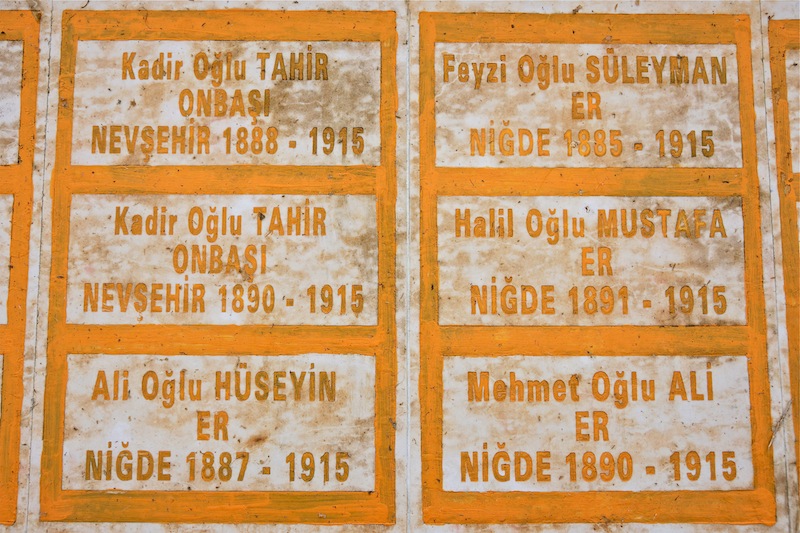 Kadir Oğlu TAHİR
ONBAŞI
NEVŞEHİR 1888 - 1915
Kadir Oğlu TAHİR
ONBAŞI
NEVŞEHİR 1890 - 1915
Ali Oğlu HÜSEYİN
ER
NİĞDE 1887 - 1915
Feyzi Oğlu SÜLEYMAN
ER
NİĞDE 1885 - 1915
Halil Oğlu MUSTAFA
ER
NİĞDE 1891 - 1915
Mehmet Oğlu ALİ
ER
NİĞDE 1890 - 1915